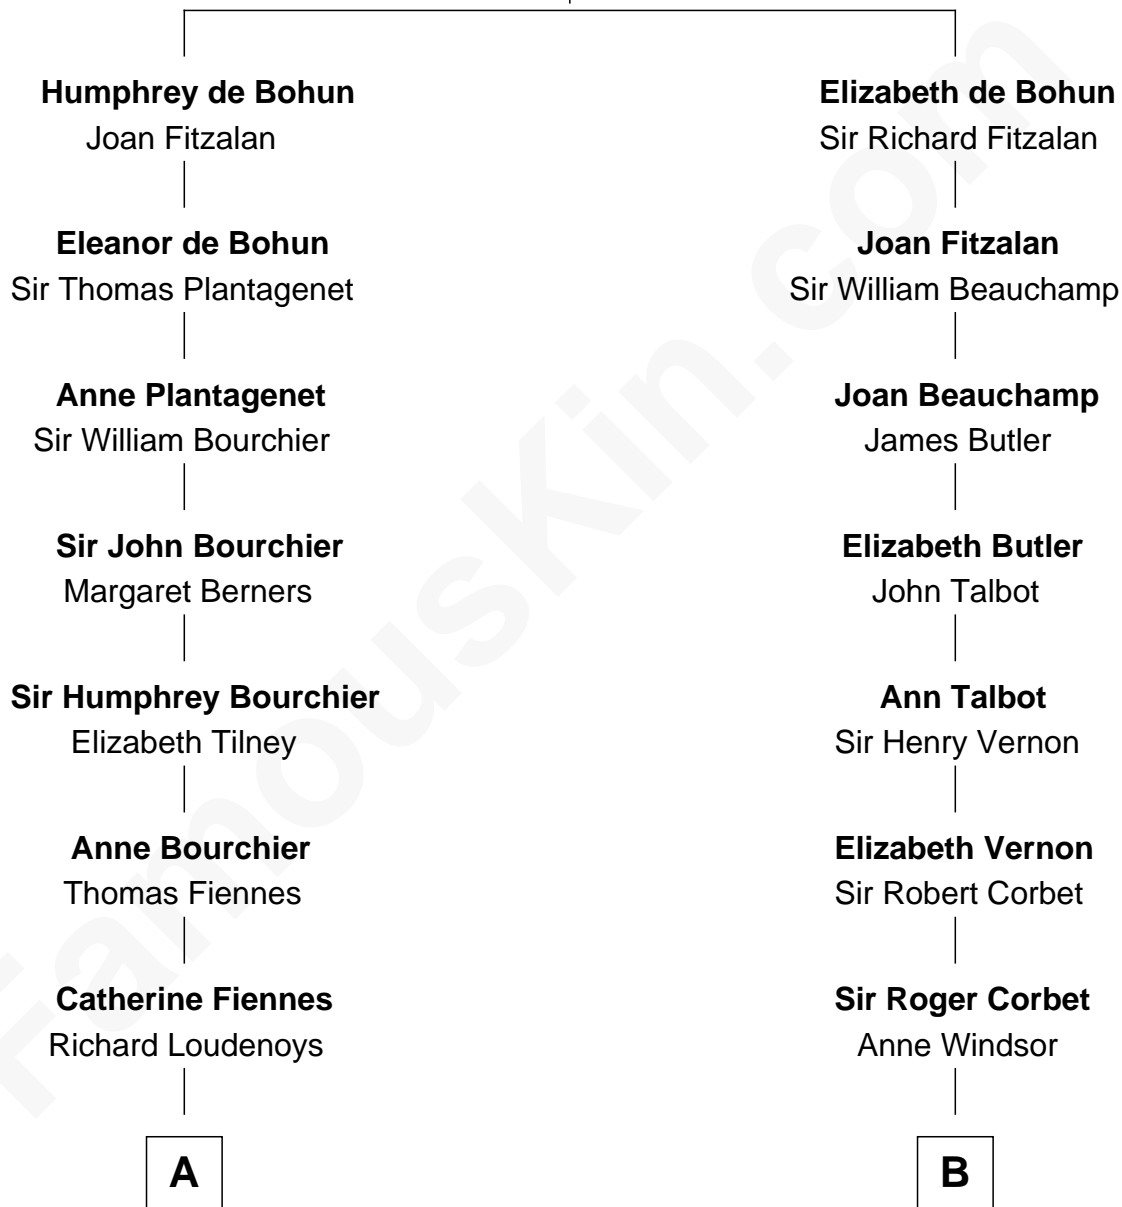 Humphrey de Bohun
Joan Fitzalan
Eleanor de Bohun
Sir Thomas Plantagenet
Anne Plantagenet
Sir William Bourchier
Sir John Bourchier
Margaret Berners
Sir Humphrey Bourchier
Elizabeth Tilney
Anne Bourchier
Thomas Fiennes
Catherine Fiennes
Richard Loudenoys
A
Elizabeth de Bohun
Sir Richard Fitzalan
Joan Fitzalan
Sir William Beauchamp
Joan Beauchamp
James Butler
Elizabeth Butler
John Talbot
Ann Talbot
Sir Henry Vernon
Elizabeth Vernon
Sir Robert Corbet
Sir Roger Corbet
Anne Windsor
B
FamousKin.com